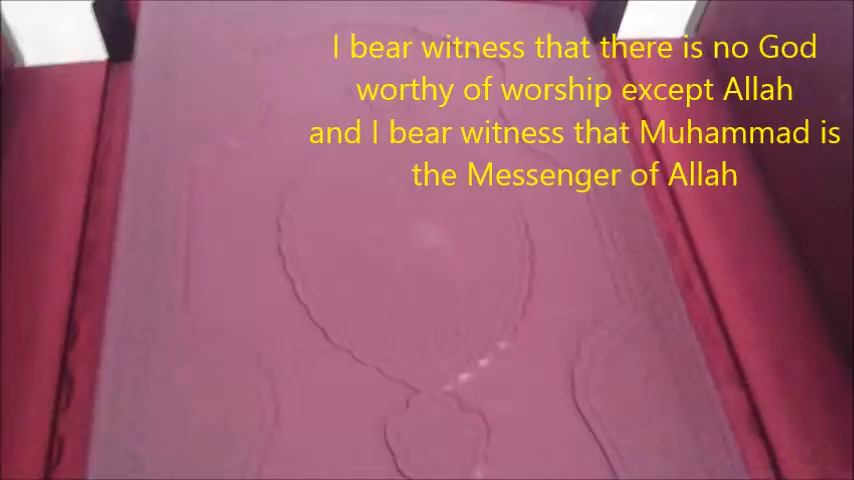 I bear witness that there is no God
worthy of worship except Allah
and I bear witness that Muhammad is
the Messenger of Allah